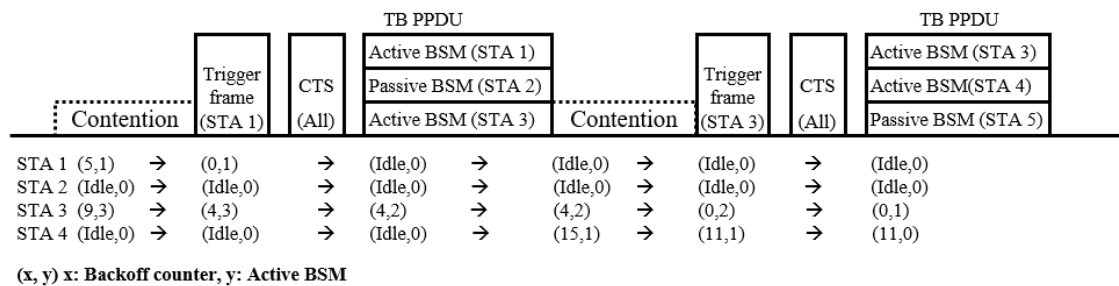 TB PPDU TB PPDU
Trigger frame (STA 1)
CTS (All)
Active BSM (STA 1)
Passive BSM (STA 2)
Active BSM (STA 3)
Trigger frame (STA 3)
CTS (All)
Active BSM (STA 3)
Active BSM(STA 4)
Passive BSM (STA 5)
Contention Contention
STA 1 (5,1) → (0,1) → (Idle,0) → (Idle,0) → (Idle,0) → (Idle,0)
STA 2 (Idle,0) → (Idle,0) → (Idle,0) → (Idle,0) → (Idle,0) → (Idle,0)
STA 3 (9,3) → (4,3) → (4,2) → (4,2) → (0,2) → (0,1)
STA 4 (Idle,0) → (Idle,0) → (Idle,0) → (15,1) → (11,1) → (11,0)
(x, y) x: Backoff counter, y: Active BSM